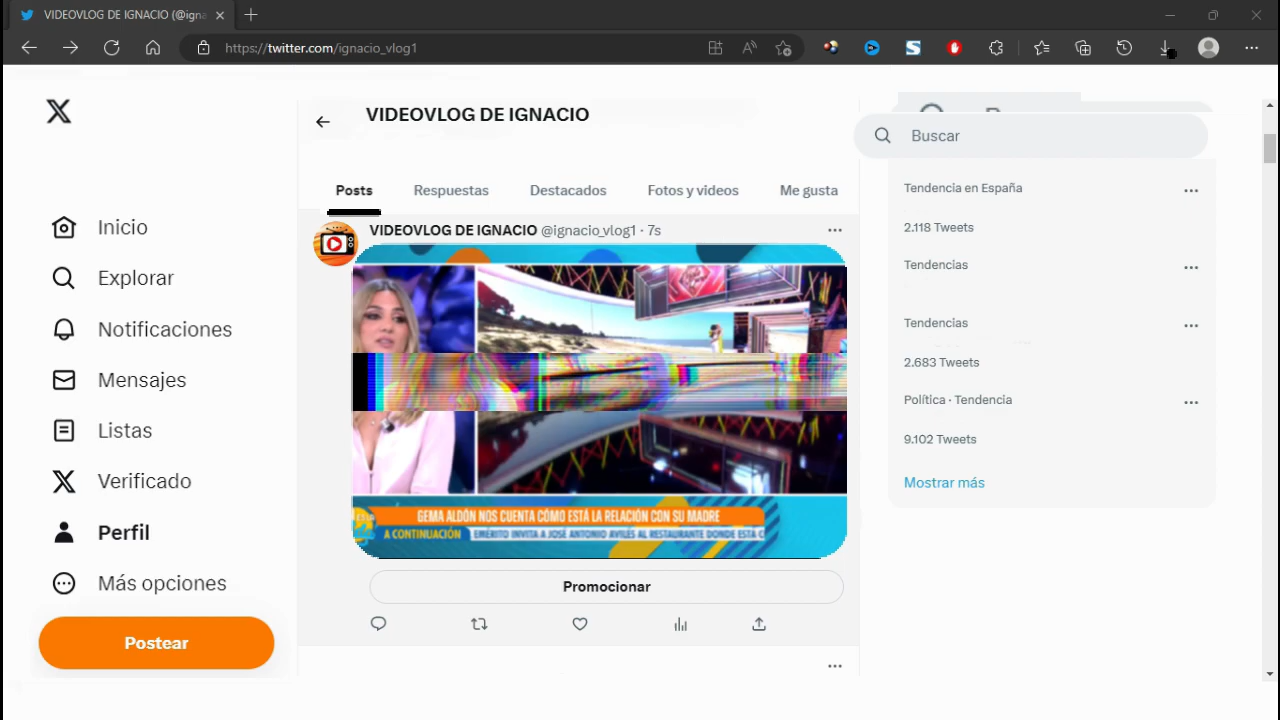 VIDEOVLOG DE IGNACIO (@igna
https://twitter.com/ignacio_vlog1
VIDEOVLOG DE IGNACIO
Buscar
Posts
Respuestas
Destacados
Fotos y videos
Me gusta
Inicio
Explorar
Notificaciones
Mensajes
Listas
Verificado
Perfil
Más opciones
Postear
VIDEOVLOG DE IGNACIO @ignacio_vlog1 · 7s
GEMA ALDÓN NOS CUENTA CÓMO ESTÁ LA RELACIÓN CON SU MADRE
A CONTINUACIÓN EMÉRITO INVITA A JOSÉ ANTONIO AVILÉS AL RESTAURANTE DONDE ESTÁ C
Promocionar
Tendencia en España
2.118 Tweets
Tendencias
Tendencias
2.683 Tweets
Política · Tendencia
9.102 Tweets
Mostrar más